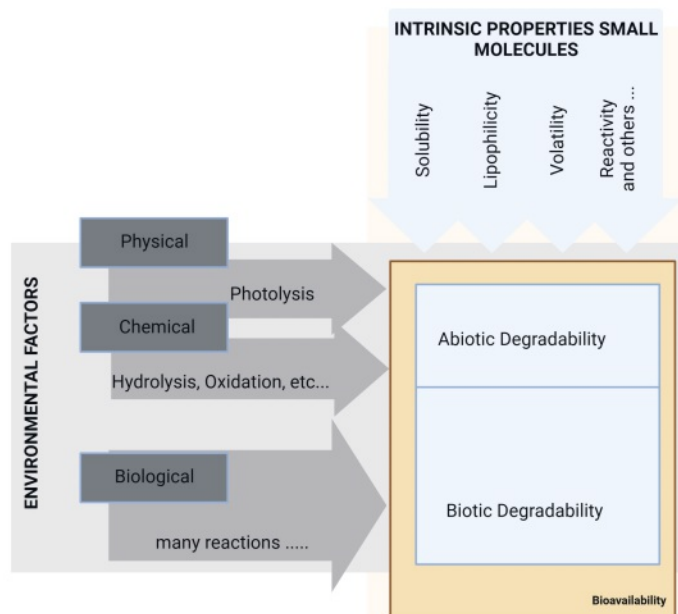 INTRINSIC PROPERTIES SMALL
MOLECULES
Solubility
Lipophilicity
Volatility
Reactivity
and others ...
ENVIRONMENTAL FACTORS
Physical
Photolysis
Chemical
Hydrolysis, Oxidation, etc...
Biological
many reactions .....
Abiotic Degradability
Biotic Degradability
Bioavailability